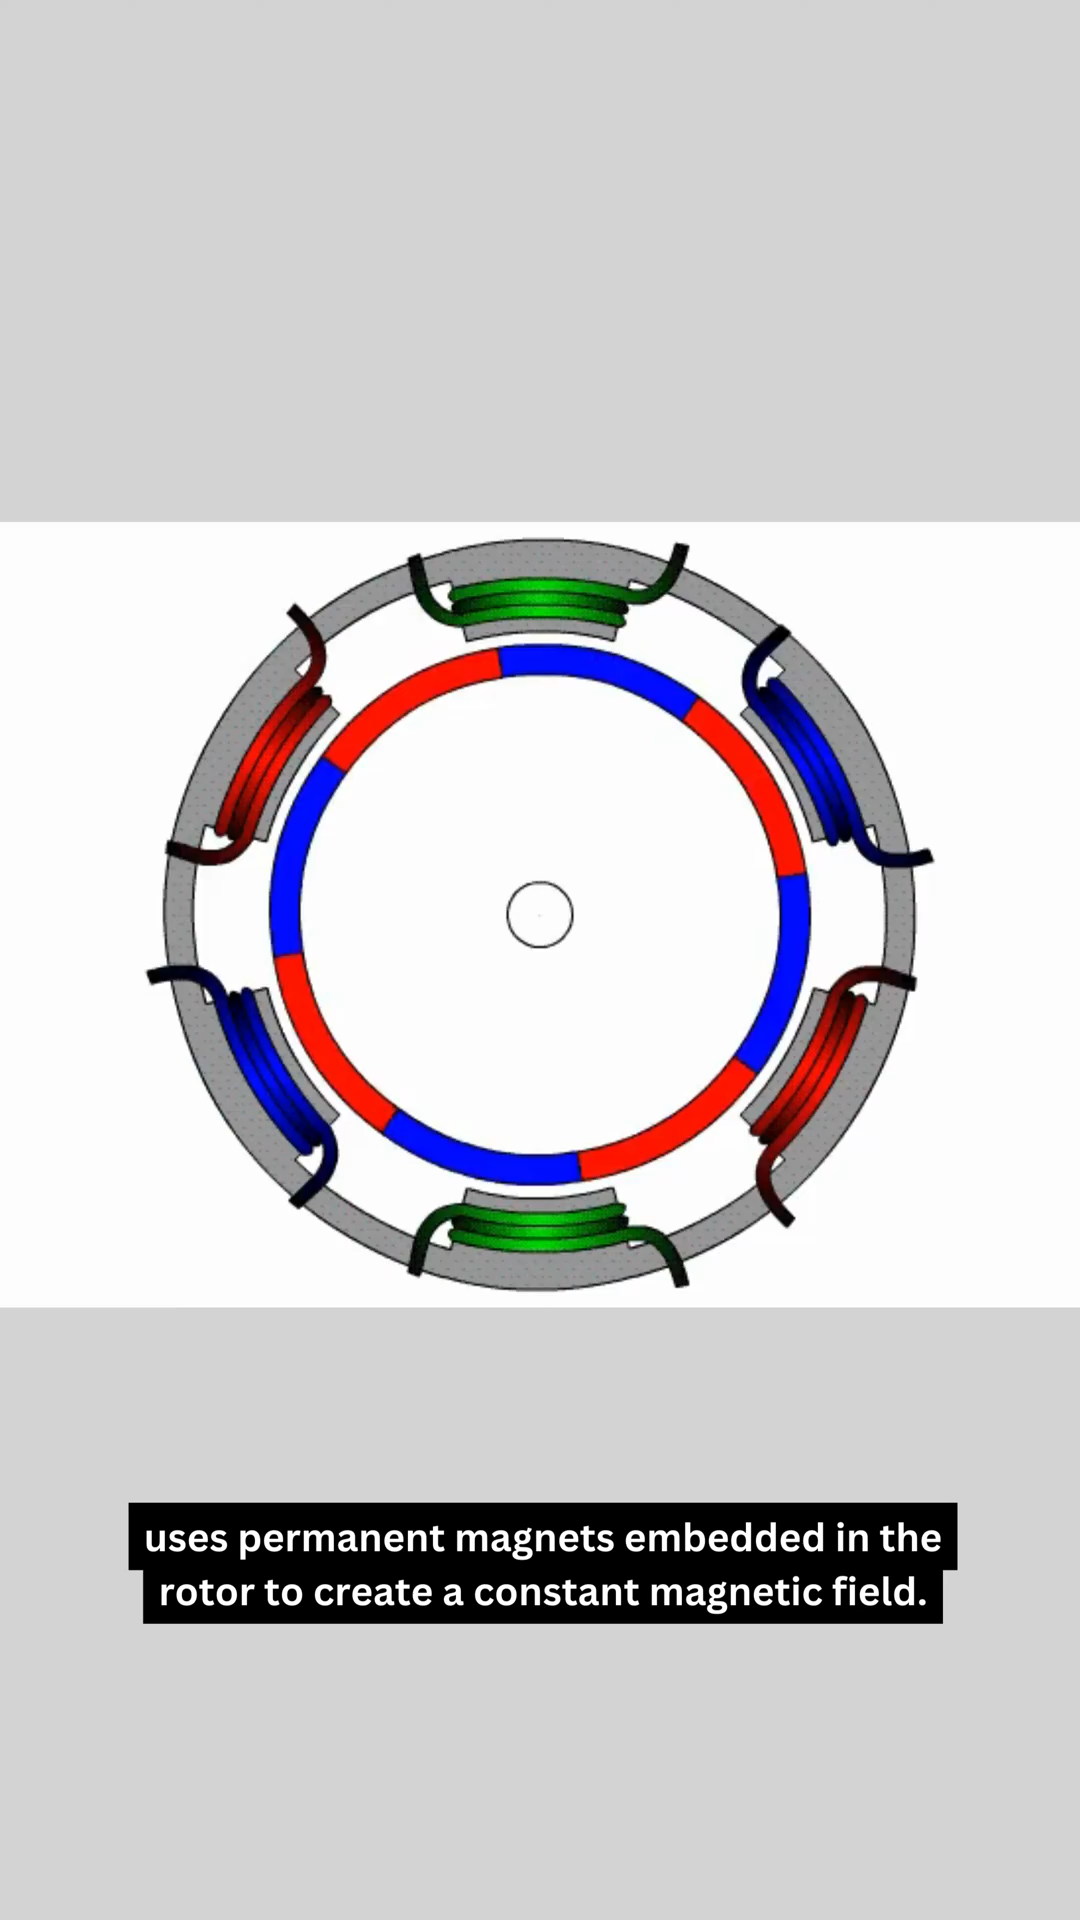 uses permanent magnets embedded in the
rotor to create a constant magnetic field.